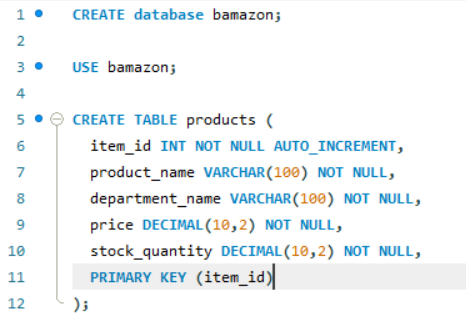 1 CREATE database bamazon;
2
3 USE bamazon;
4
5 CREATE TABLE products (
6 item_id INT NOT NULL AUTO_INCREMENT,
7 product_name VARCHAR(100) NOT NULL,
8 department_name VARCHAR(100) NOT NULL,
9 price DECIMAL(10,2) NOT NULL,
10 stock_quantity DECIMAL(10,2) NOT NULL,
11 PRIMARY KEY (item_id)
12 );